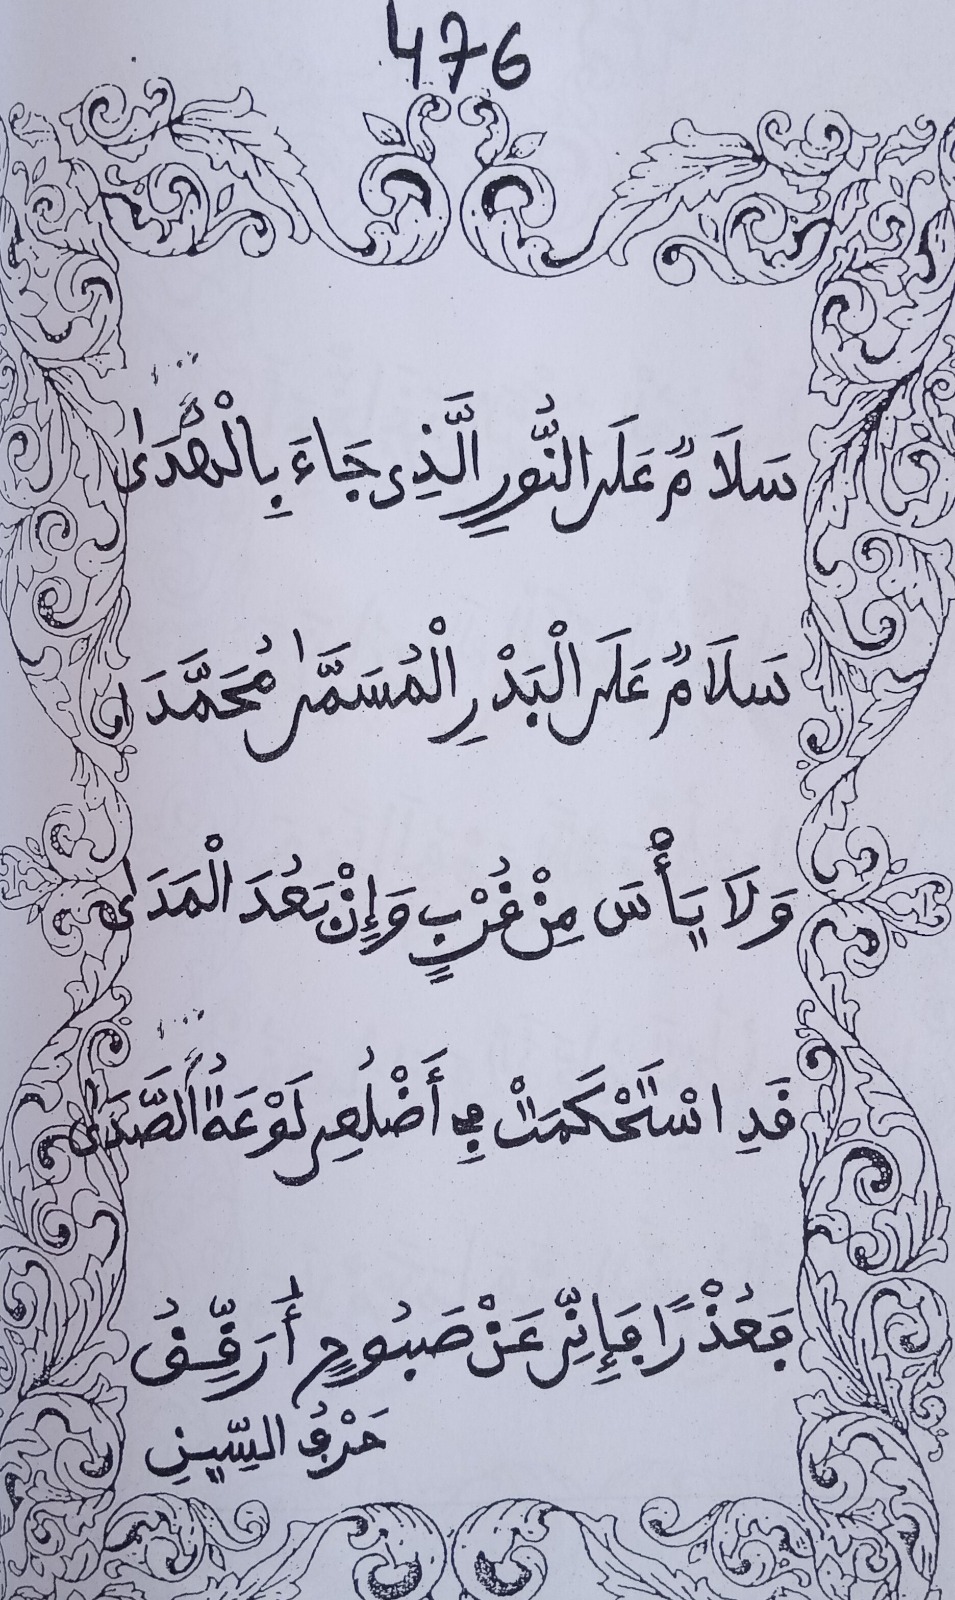 476
سَلَامٌ عَلَى النُّورِ الَّذِي جَاءَ بِالْهُدَى
سَلَامٌ عَلَى الْبَدْرِ الْمُسَمَّى مُحَمَّدَا
وَلَا يَأْسَ مِنْ قُرْبٍ وَإِنْ بَعُدَ الْمَدَى
قَدِ اسْتَحْكَمَتْ فِي أَضْلُعِي لَوْعَةُ الصَّدَى
فَعُذْرًا فَإِنِّي عَنْ صَبُوحٍ أُرَقِّقُ
حَرْفُ السِّينِ